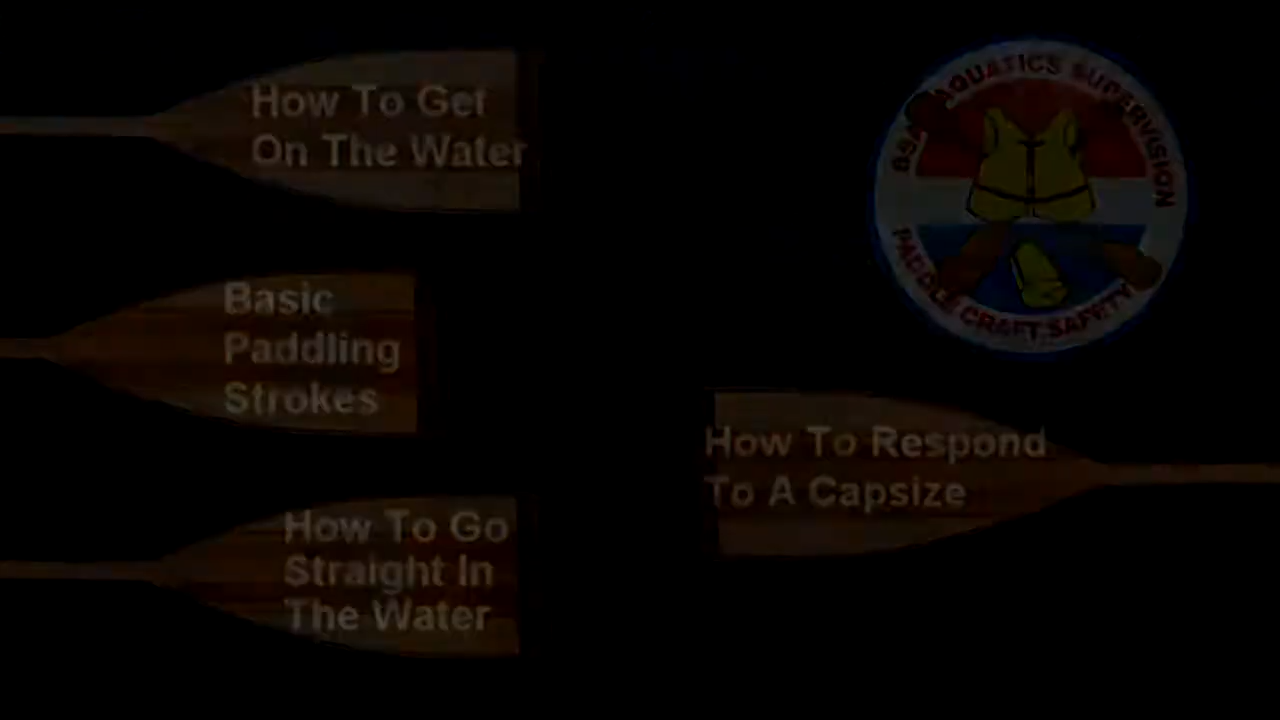 How To Get
On The Water
BSA AQUATICS SUPERVISION
PADDLE CRAFT SAFETY
Basic
Paddling
Strokes
How To Respond
To A Capsize
How To Go
Straight In
The Water